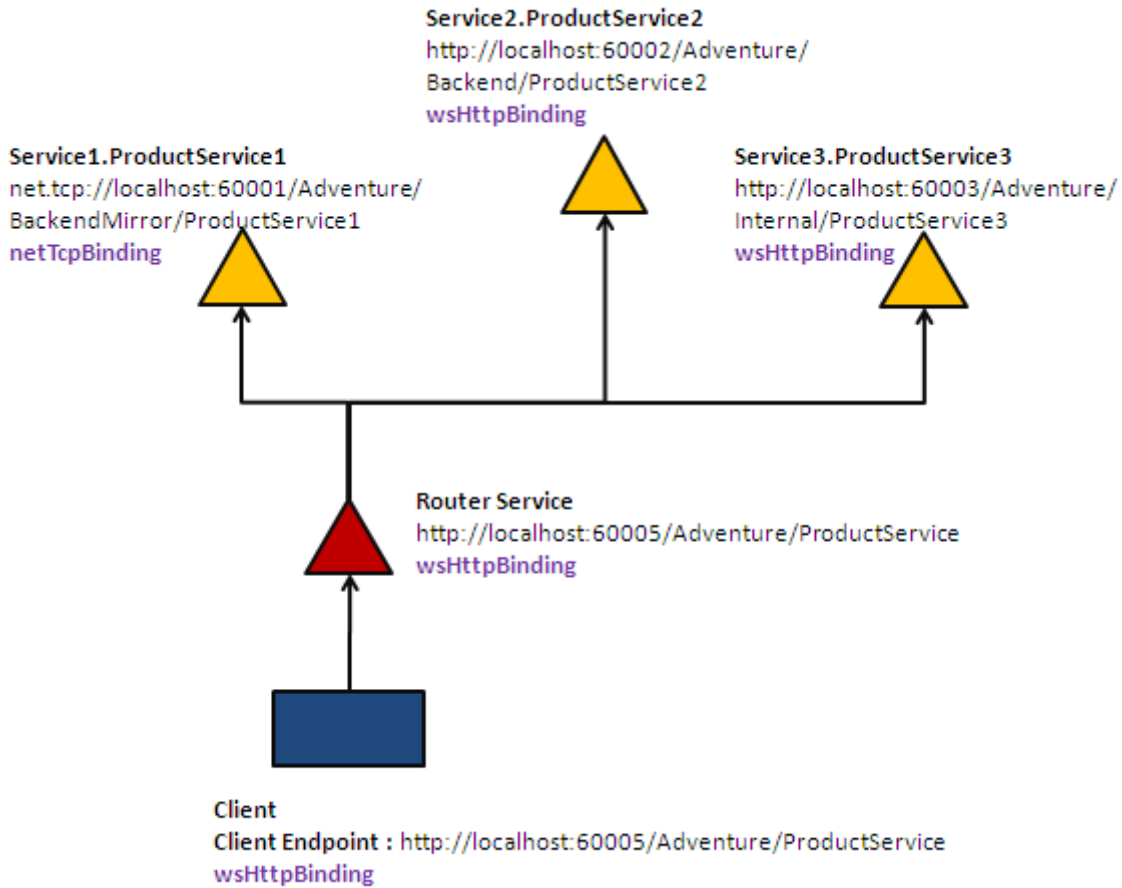 Service2.ProductService2
http://localhost:60002/Adventure/
Backend/ProductService2
wsHttpBinding
Service1.ProductService1
net.tcp://localhost:60001/Adventure/
BackendMirror/ProductService1
netTcpBinding
Service3.ProductService3
http://localhost:60003/Adventure/
Internal/ProductService3
wsHttpBinding
Router Service
http://localhost:60005/Adventure/ProductService
wsHttpBinding
Client
Client Endpoint : http://localhost:60005/Adventure/ProductService
wsHttpBinding